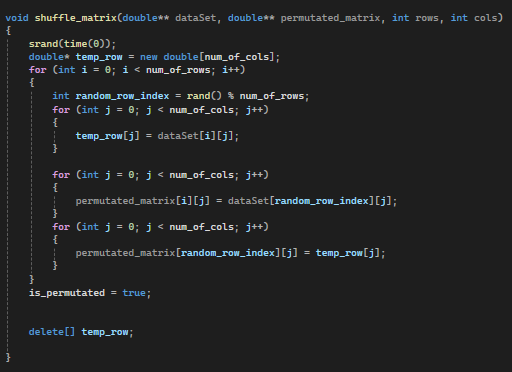 void shuffle_matrix(double** dataSet, double** permutated_matrix, int rows, int cols)
{
srand(time(0));
double* temp_row = new double[num_of_cols];
for (int i = 0; i < num_of_rows; i++)
{
int random_row_index = rand() % num_of_rows;
for (int j = 0; j < num_of_cols; j++)
{
temp_row[j] = dataSet[i][j];
}
for (int j = 0; j < num_of_cols; j++)
{
permutated_matrix[i][j] = dataSet[random_row_index][j];
}
for (int j = 0; j < num_of_cols; j++)
{
permutated_matrix[random_row_index][j] = temp_row[j];
}
}
is_permutated = true;
delete[] temp_row;
}